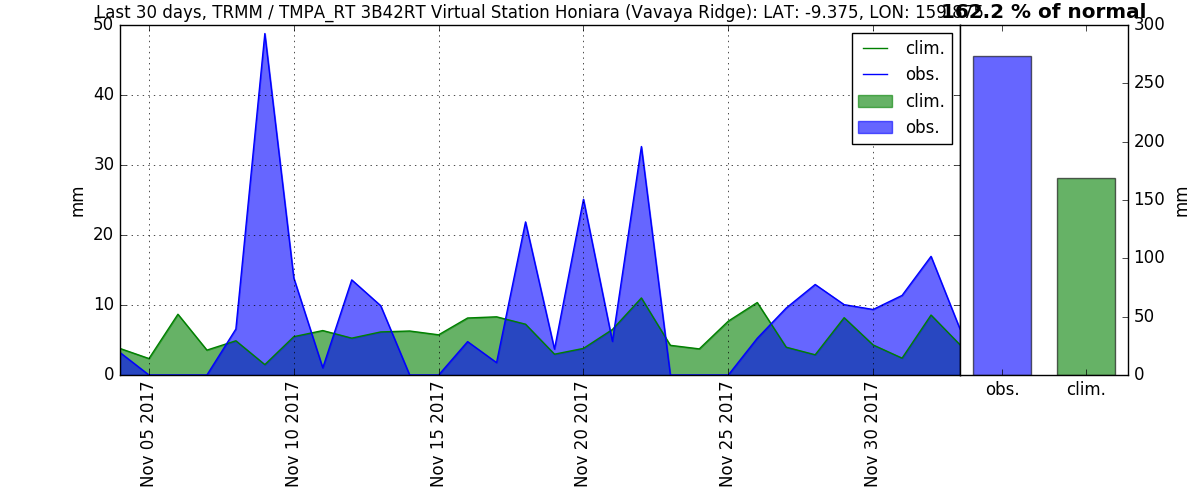 Last 30 days, TRMM / TMPA_RT 3B42RT Virtual Station Honiara (Vavaya Ridge): LAT: -9.375, LON:
162.2 % of normal
50
40
30
20
10
0
mm
clim.
obs.
clim.
obs.
300
250
200
150
100
50
0
mm
obs.
clim.
Nov 05 2017
Nov 10 2017
Nov 15 2017
Nov 20 2017
Nov 25 2017
Nov 30 2017